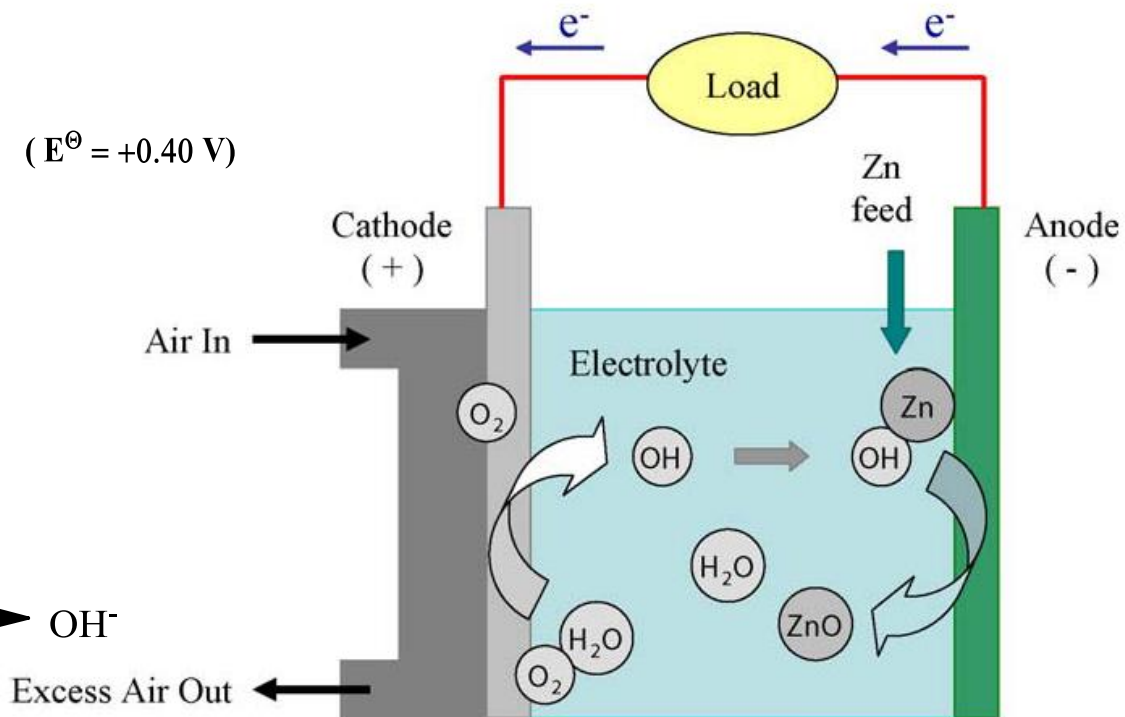 e⁻
e⁻
Load
( E^Θ = +0.40 V)
Zn
feed
Cathode
( + )
Anode
( - )
Air In
Electrolyte
O₂
Zn
OH
OH
H₂O
OH⁻
H₂O
ZnO
O₂
Excess Air Out